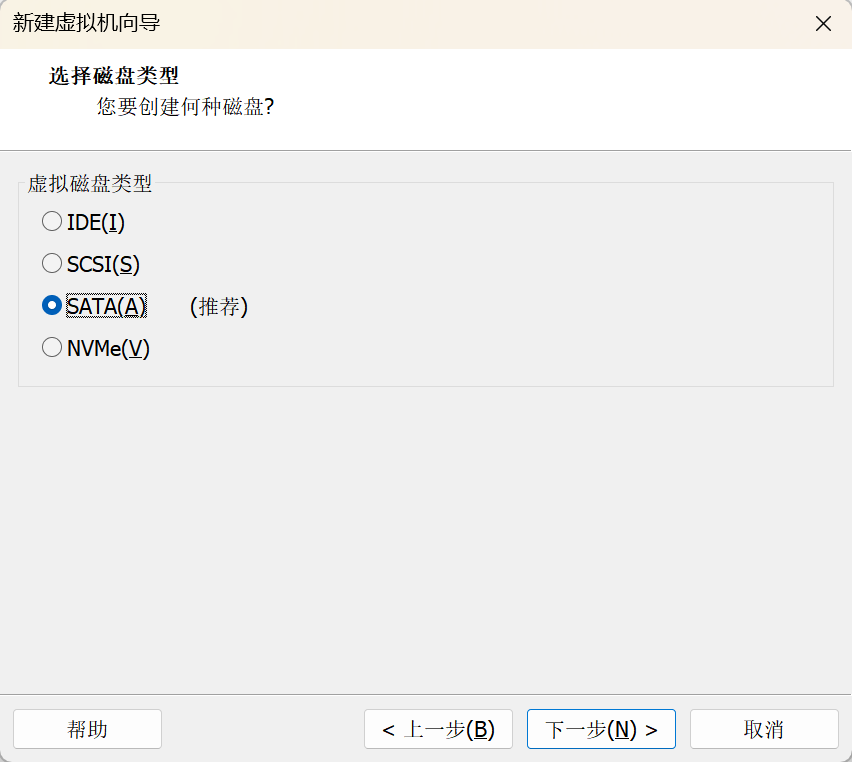 新建虚拟机向导
选择磁盘类型
您要创建何种磁盘?
虚拟磁盘类型
IDE(I)
SCSI(S)
SATA(A) (推荐)
NVMe(V)
帮助 < 上一步(B) 下一步(N) > 取消